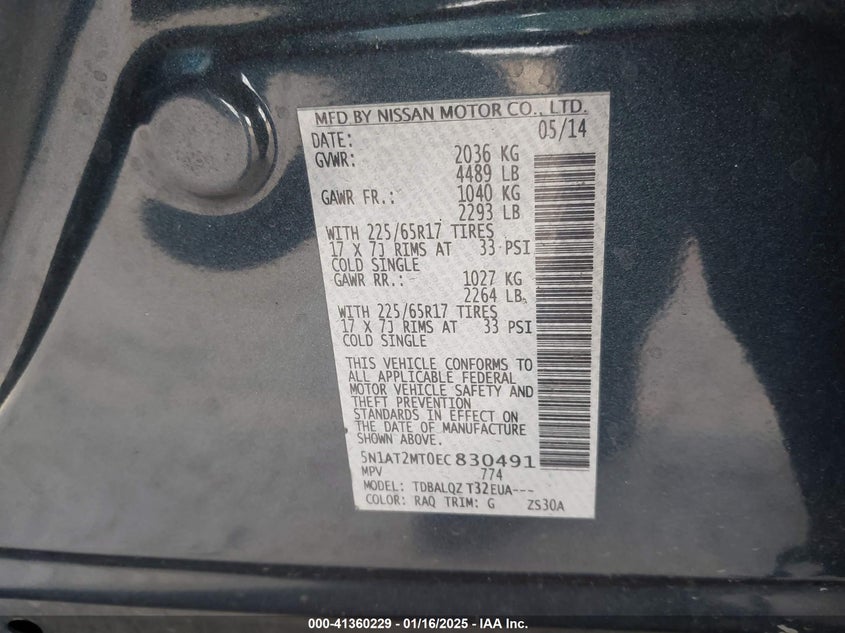 MFD BY NISSAN MOTOR CO., LTD.
DATE: 05/14
GVWR: 2036 KG
4489 LB
GAWR FR.: 1040 KG
2293 LB
WITH 225/65R17 TIRES
17 X 7J RIMS AT 33 PSI
COLD SINGLE
GAWR RR.: 1027 KG
2264 LB.
WITH 225/65R17 TIRES
17 X 7J RIMS AT 33 PSI
COLD SINGLE
THIS VEHICLE CONFORMS TO
ALL APPLICABLE FEDERAL
MOTOR VEHICLE SAFETY AND
THEFT PREVENTION
STANDARDS IN EFFECT ON
THE DATE OF MANUFACTURE
SHOWN ABOVE.
5N1AT2MT0EC830491
MPV 774
MODEL: TDBALQZ T32EUA---
COLOR: RAQ TRIM: G ZS30A
000-41360229 - 01/16/2025 - IAA Inc.